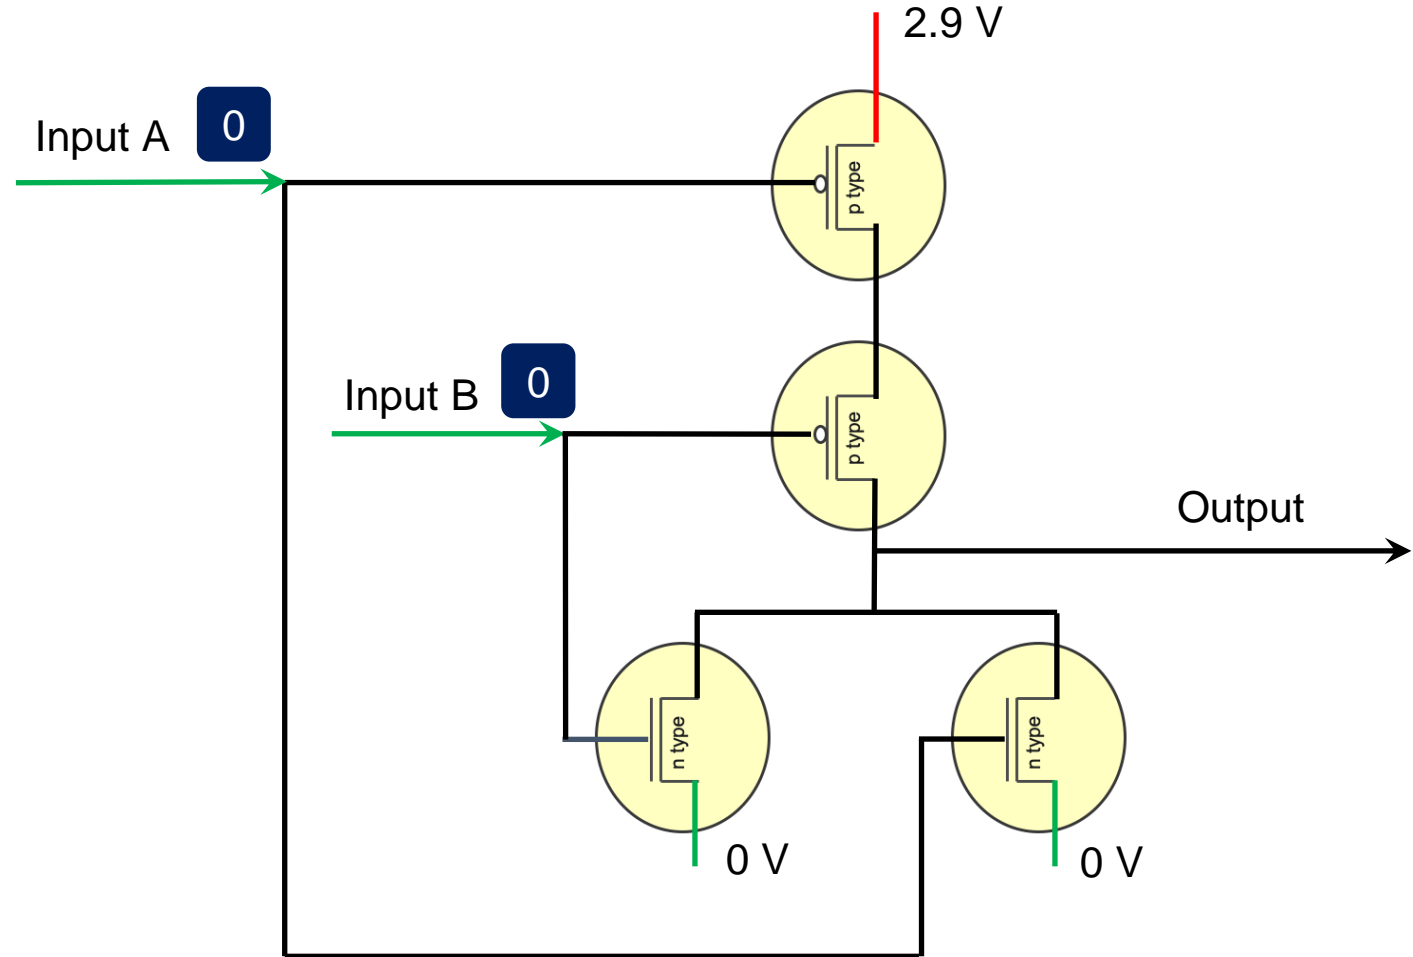 2.9 V
Input A
0
p type
Input B
0
p type
Output
n type
n type
0 V
0 V